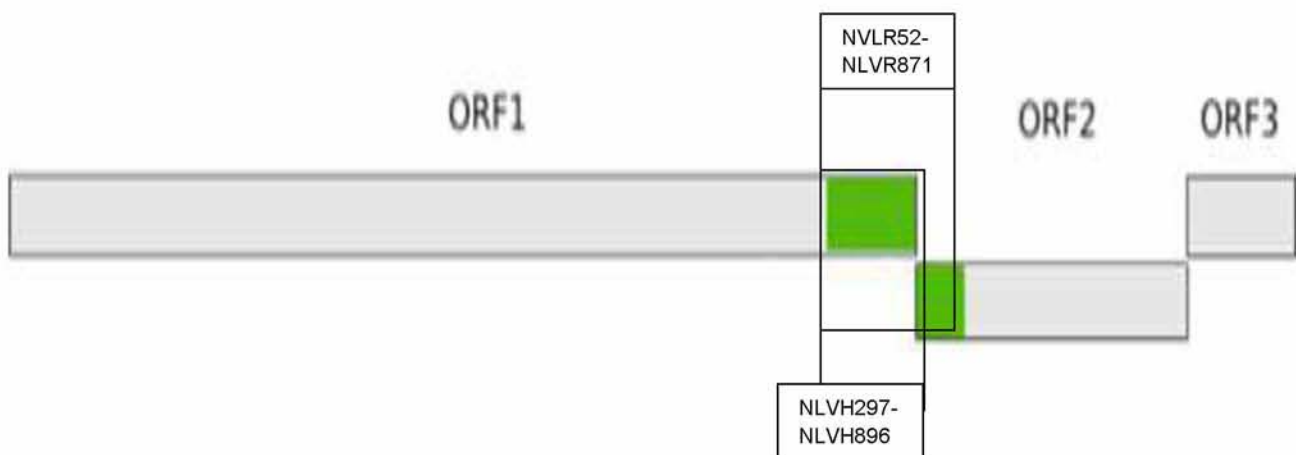 NVLR52-
NLVR871
ORF1
ORF2
ORF3
NLVH297-
NLVH896